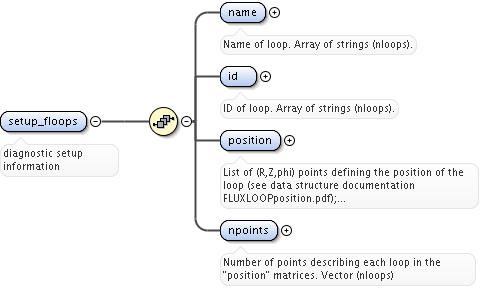 name
Name of loop. Array of strings (nloops).
id
ID of loop. Array of strings (nloops).
setup_floops
diagnostic setup
information
position
List of (R,Z,phi) points defining the position of the
loop (see data structure documentation
FLUXLOOPposition.pdf);...
npoints
Number of points describing each loop in the
"position" matrices. Vector (nloops)